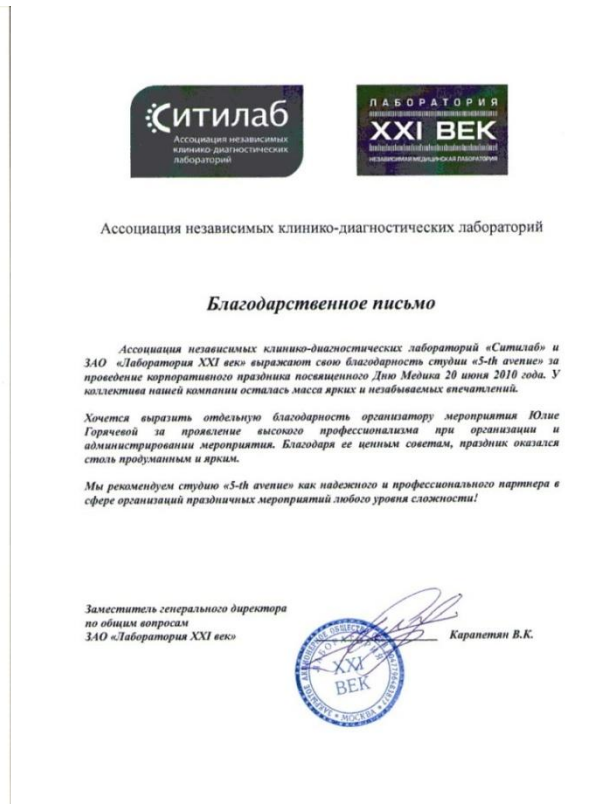 Ситилаб
Ассоциация независимых
клинико-диагностических
лабораторий
ЛАБОРАТОРИЯ
XXI ВЕК
НЕЗАВИСИМАЯ МЕДИЦИНСКАЯ ЛАБОРАТОРИЯ
Ассоциация независимых клинико-диагностических лабораторий
Благодарственное письмо
Ассоциация независимых клинико-диагностических лабораторий «Ситилаб» и
ЗАО «Лаборатория XXI век» выражают свою благодарность студии «5-th avenue» за
проведение корпоративного праздника посвященного Дню Медика 20 июня 2010 года. У
коллектива нашей компании осталась масса ярких и незабываемых впечатлений.
Хочется выразить отдельную благодарность организатору мероприятия Юлие
Горячевой за проявление высокого профессионализма при организации и
администрировании мероприятия. Благодаря ее ценным советам, праздник оказался
столь продуманным и ярким.
Мы рекомендуем студию «5-th avenue» как надежного и профессионального партнера в
сфере организаций праздничных мероприятий любого уровня сложности!
Заместитель генерального директора
по общим вопросам
ЗАО «Лаборатория XXI век»
Карапетян В.К.
ЗАКРЫТОЕ АКЦИОНЕРНОЕ ОБЩЕСТВО
ЛАБОРАТОРИЯ
XXI
ВЕК
МОСКВА